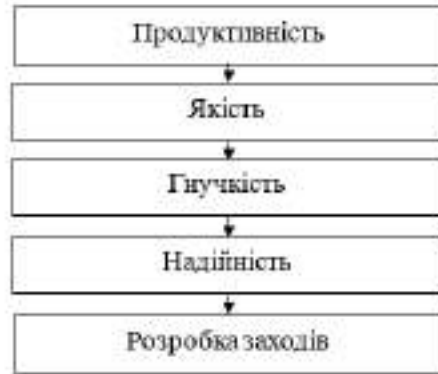 Продуктивність
Якість
Гнучкість
Надійність
Розробка заходів